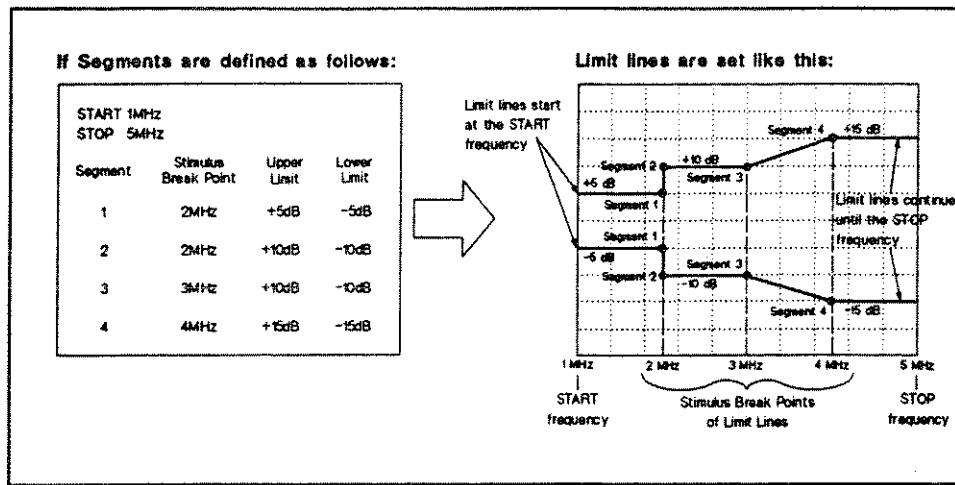 If Segments are defined as follows:
START 1MHz
STOP 5MHz
Segment Stimulus Break Point Upper Limit Lower Limit
1 2MHz +5dB -5dB
2 2MHz +10dB -10dB
3 3MHz +10dB -10dB
4 4MHz +15dB -15dB
Limit lines are set like this:
Limit lines start
at the START
frequency
Segment 4 +15 dB
Segment 2 +10 dB
Segment 3
+5 dB
Segment 1
Limit lines continue
until the STOP
frequency
Segment 1
-5 dB
Segment 3
Segment 2
-10 dB
Segment 4 -15 dB
1 MHz 2 MHz 3 MHz 4 MHz 5 MHz
START
frequency
Stimulus Break Points
of Limit Lines
STOP
frequency